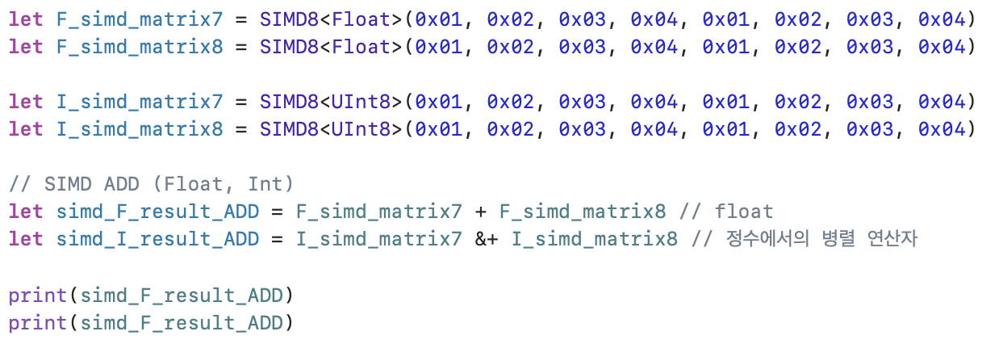 let F_simd_matrix7 = SIMD8<Float>(0x01, 0x02, 0x03, 0x04, 0x01, 0x02, 0x03, 0x04)
let F_simd_matrix8 = SIMD8<Float>(0x01, 0x02, 0x03, 0x04, 0x01, 0x02, 0x03, 0x04)
let I_simd_matrix7 = SIMD8<UInt8>(0x01, 0x02, 0x03, 0x04, 0x01, 0x02, 0x03, 0x04)
let I_simd_matrix8 = SIMD8<UInt8>(0x01, 0x02, 0x03, 0x04, 0x01, 0x02, 0x03, 0x04)
// SIMD ADD (Float, Int)
let simd_F_result_ADD = F_simd_matrix7 + F_simd_matrix8 // float
let simd_I_result_ADD = I_simd_matrix7 &+ I_simd_matrix8 // 정수에서의 병렬 연산자
print(simd_F_result_ADD)
print(simd_F_result_ADD)